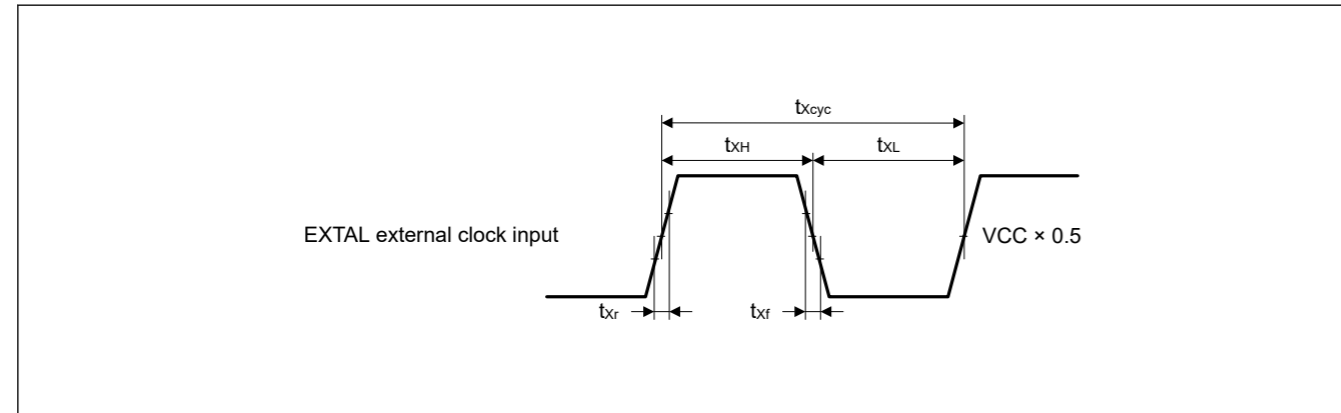 tXcyc
tXH
tXL
EXTAL external clock input
VCC × 0.5
tXr
tXf